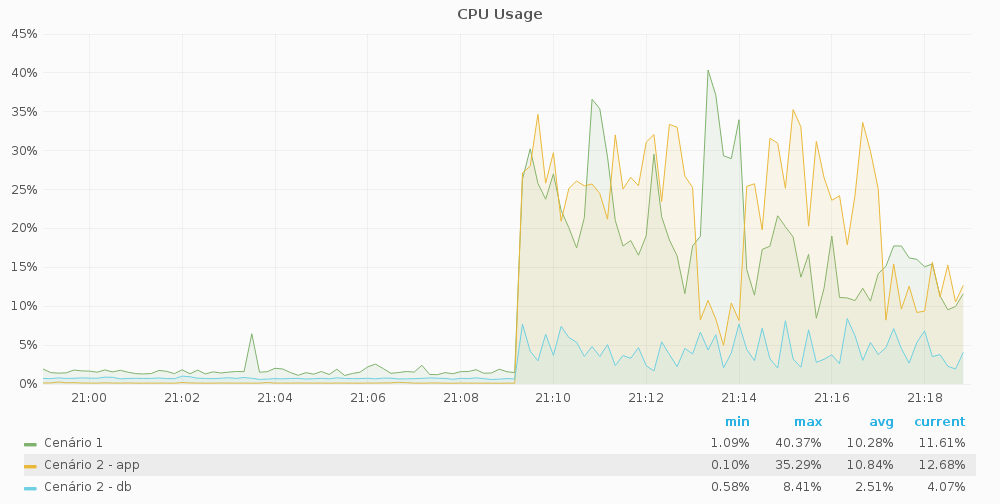 CPU Usage
45%
40%
35%
30%
25%
20%
15%
10%
5%
0%
21:00 21:02 21:04 21:06 21:08 21:10 21:12 21:14 21:16 21:18
min max avg current
Cenário 1 1.09% 40.37% 10.28% 11.61%
Cenário 2 - app 0.10% 35.29% 10.84% 12.68%
Cenário 2 - db 0.58% 8.41% 2.51% 4.07%